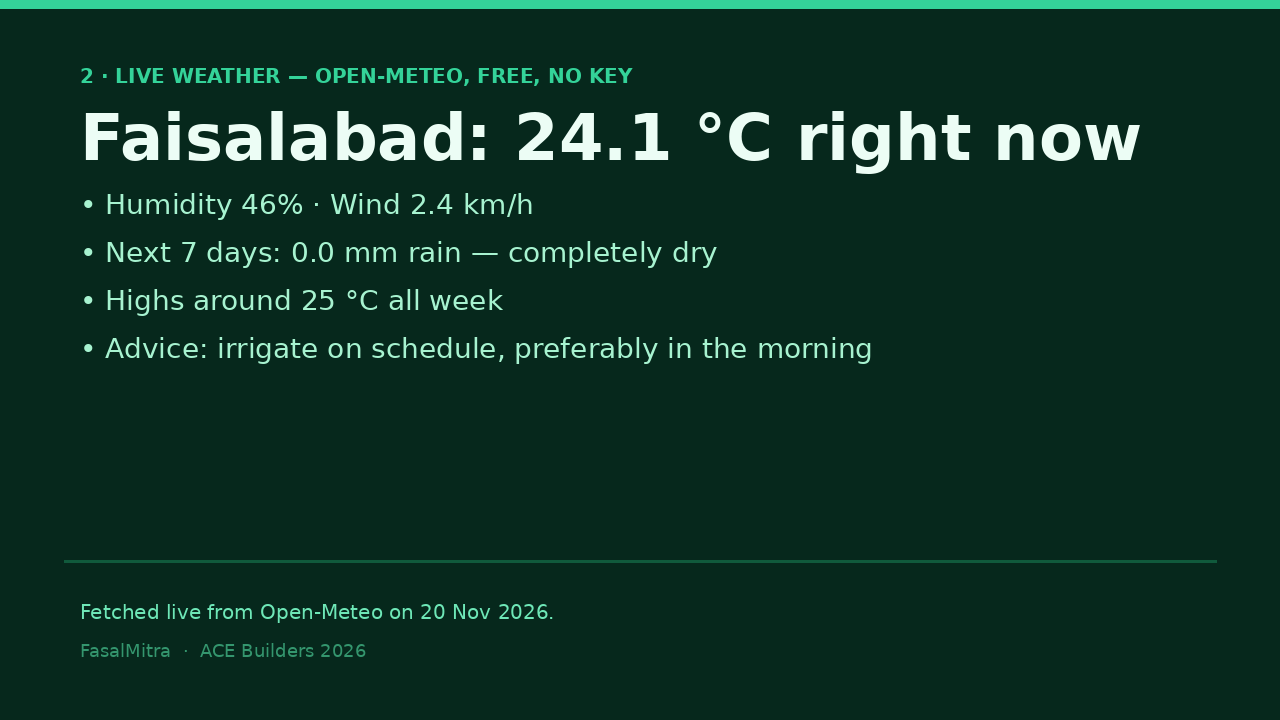 2 · LIVE WEATHER — OPEN-METEO, FREE, NO KEY
Faisalabad: 24.1 °C right now
• Humidity 46% · Wind 2.4 km/h
• Next 7 days: 0.0 mm rain — completely dry
• Highs around 25 °C all week
• Advice: irrigate on schedule, preferably in the morning
Fetched live from Open-Meteo on 20 Nov 2026.
FasalMitra · ACE Builders 2026